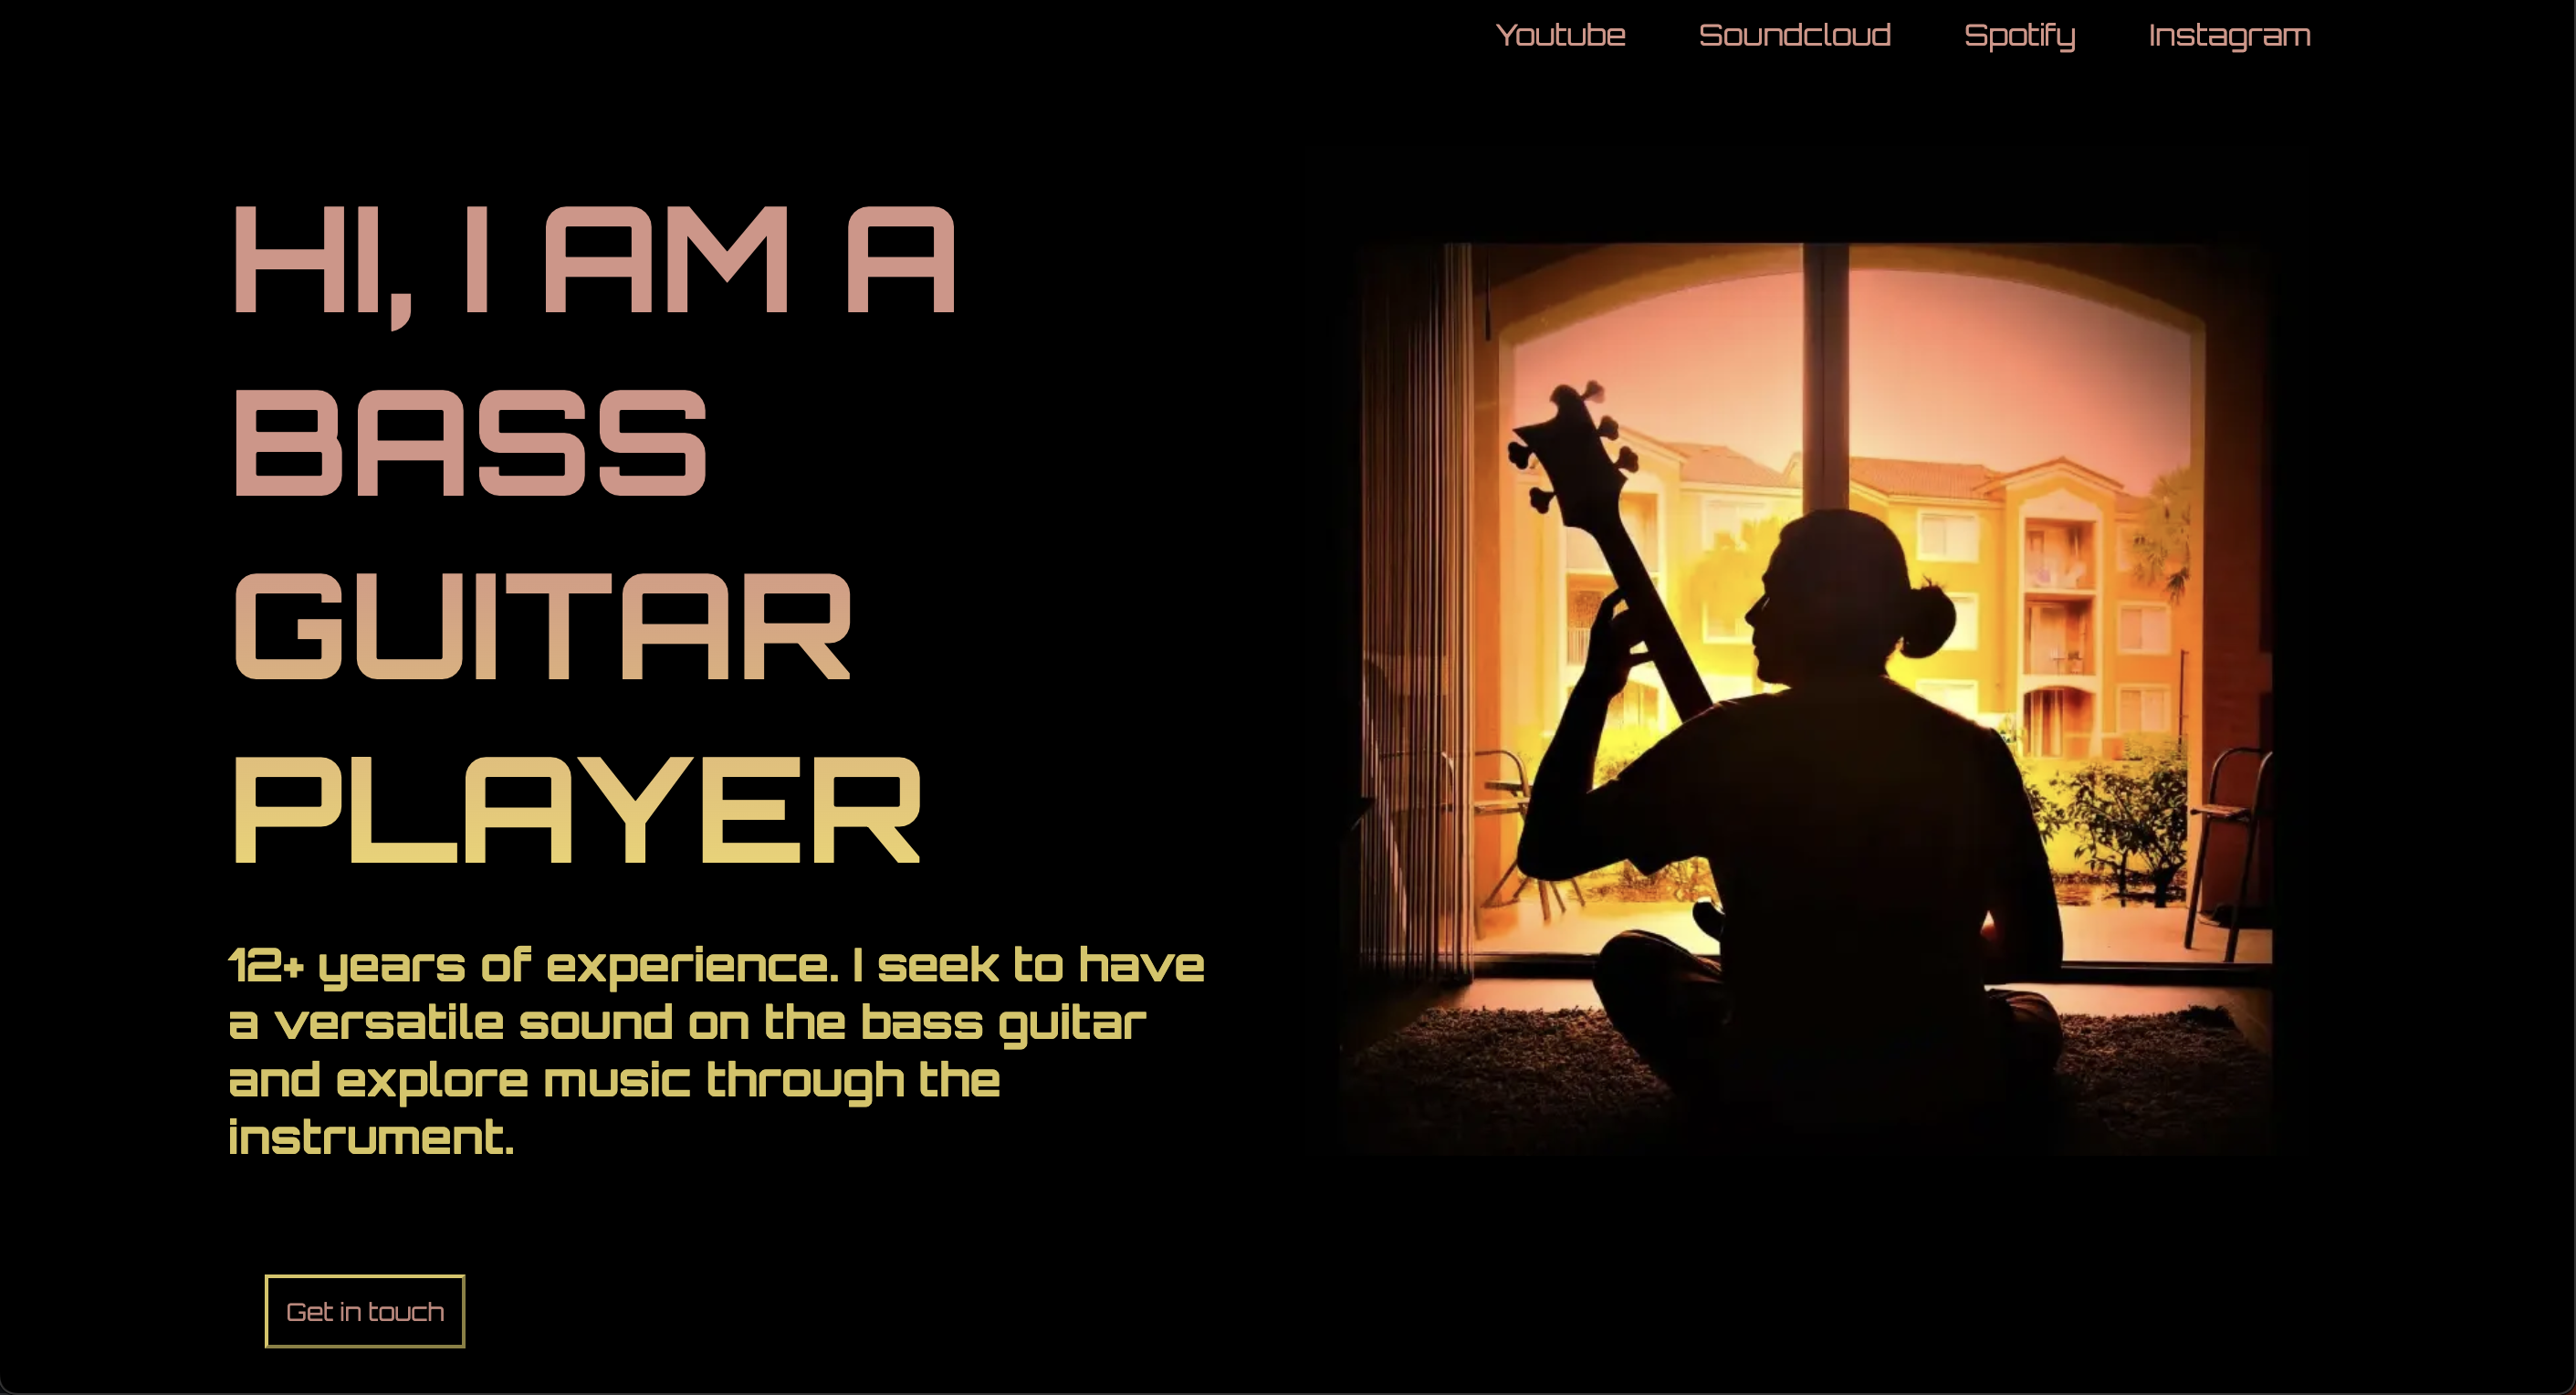 Youtube Soundcloud Spotify Instagram
HI, I AM A
BASS
GUITAR
PLAYER
12+ years of experience. I seek to have
a versatile sound on the bass guitar
and explore music through the
instrument.
Get in touch